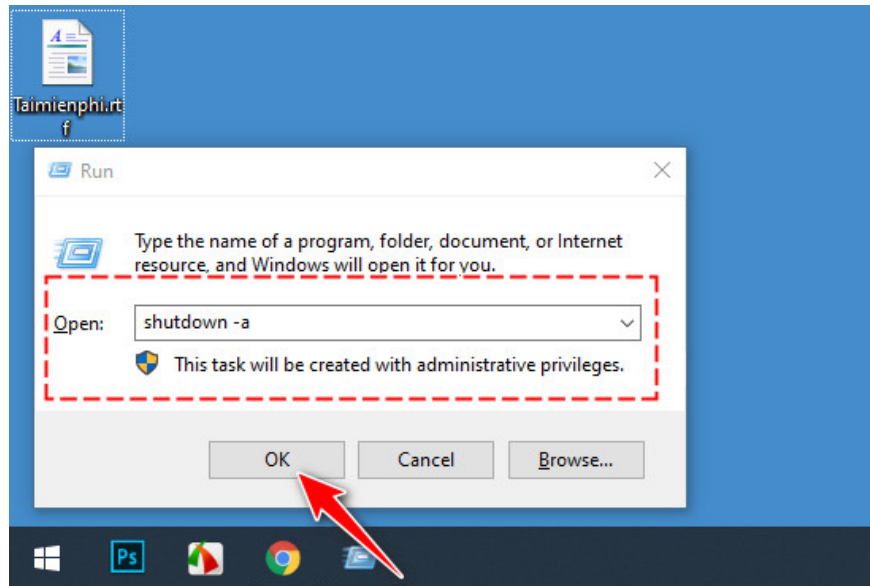 A
Taimienphi.rt
f
Run
Type the name of a program, folder, document, or Internet
resource, and Windows will open it for you.
Open: shutdown -a
This task will be created with administrative privileges.
OK Cancel Browse...
Ps